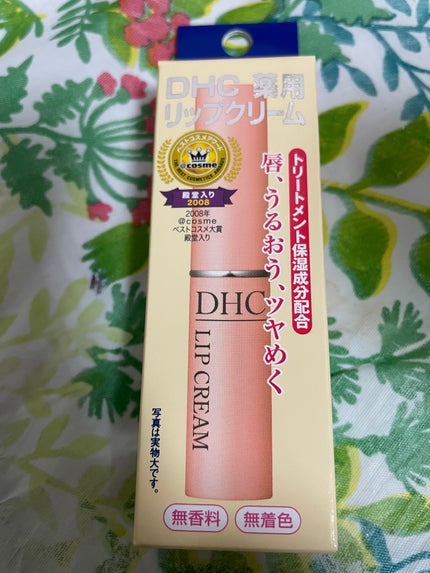 DHC 薬用
リップクリーム
ベストコスメアワード
@cosme
THE BEST COSMETICS AWARD
殿堂入り
2008
2008年
@cosme
ベストコスメ大賞
殿堂入り
トリートメント保湿成分配合
唇、うるおう、ツヤめく
DHC
LIP CREAM
写真は実物大です。
無香料
無着色